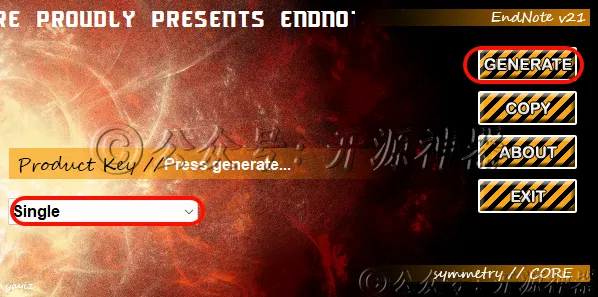 RE PROUDLY PRESENTS ENDNOT
EndNote v21
GENERATE
COPY
©公众号：开源神器
ABOUT
Product Key // Press generate...
EXIT
Single
symmetry // CORE
©公众号：开源神器